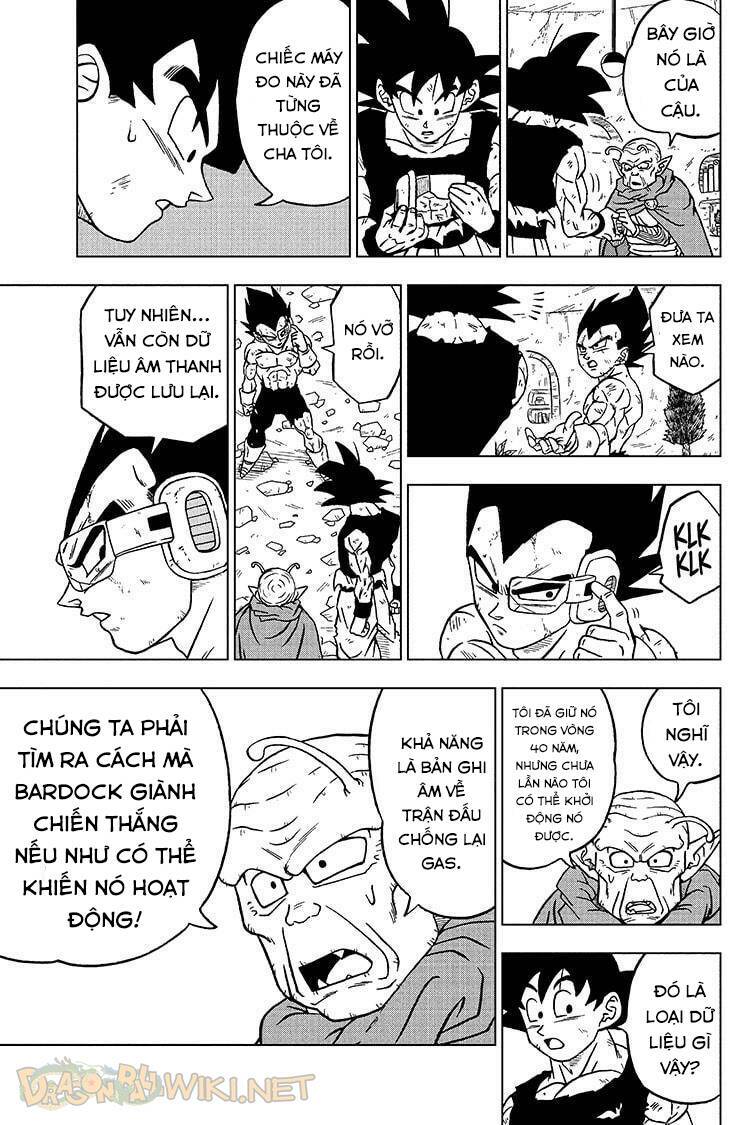 BÂY GIỜ
NÓ LÀ
CỦA
CẬU.
CHIẾC MÁY
ĐO NÀY ĐÃ
TỪNG
THUỘC VỀ
CHA TÔI.
ĐƯA TA
XEM
NÀO.
KLK
KLK
NÓ VỠ
RỒI.
TUY NHIÊN...
VẪN CÒN DỮ
LIỆU ÂM THANH
ĐƯỢC LƯU LẠI.
TÔI
NGHĨ
VẬY.
TÔI ĐÃ GIỮ NÓ
TRONG VÒNG
40 NĂM,
NHƯNG CHƯA
LẦN NÀO TÔI
CÓ THỂ KHỞI
ĐỘNG NÓ
ĐƯỢC.
ĐÓ LÀ
LOẠI DỮ
LIỆU GÌ
VẬY?
KHẢ NĂNG
LÀ BẢN GHI
ÂM VỀ
TRẬN ĐẤU
CHỐNG LẠI
GAS.
CHÚNG TA PHẢI
TÌM RA CÁCH MÀ
BARDOCK GIÀNH
CHIẾN THẮNG
NẾU NHƯ CÓ THỂ
KHIẾN NÓ HOẠT
ĐỘNG!
DRAGON BALL WIKI.NET